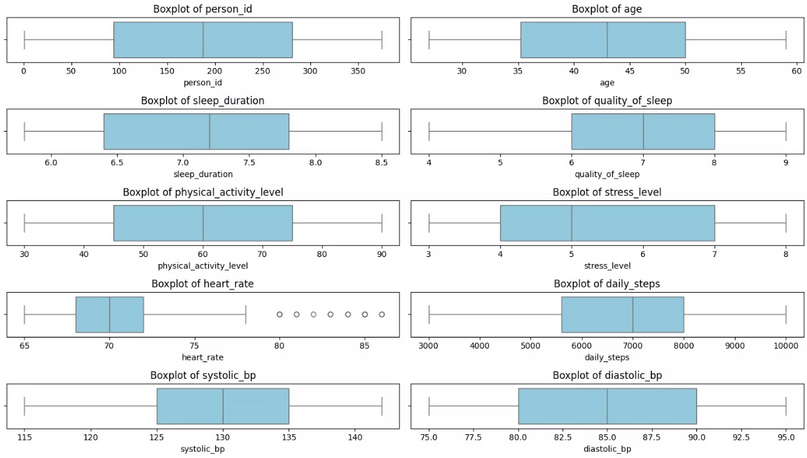 Boxplot of person_id
0 50 100 150 200 250 300 350
person_id
Boxplot of age
30 35 40 45 50 55 60
age
Boxplot of sleep_duration
6.0 6.5 7.0 7.5 8.0 8.5
sleep_duration
Boxplot of quality_of_sleep
4 5 6 7 8 9
quality_of_sleep
Boxplot of physical_activity_level
30 40 50 60 70 80 90
physical_activity_level
Boxplot of stress_level
3 4 5 6 7 8
stress_level
Boxplot of heart_rate
65 70 75 80 85
heart_rate
Boxplot of daily_steps
3000 4000 5000 6000 7000 8000 9000 10000
daily_steps
Boxplot of systolic_bp
115 120 125 130 135 140
systolic_bp
Boxplot of diastolic_bp
75.0 77.5 80.0 82.5 85.0 87.5 90.0 92.5 95.0
diastolic_bp